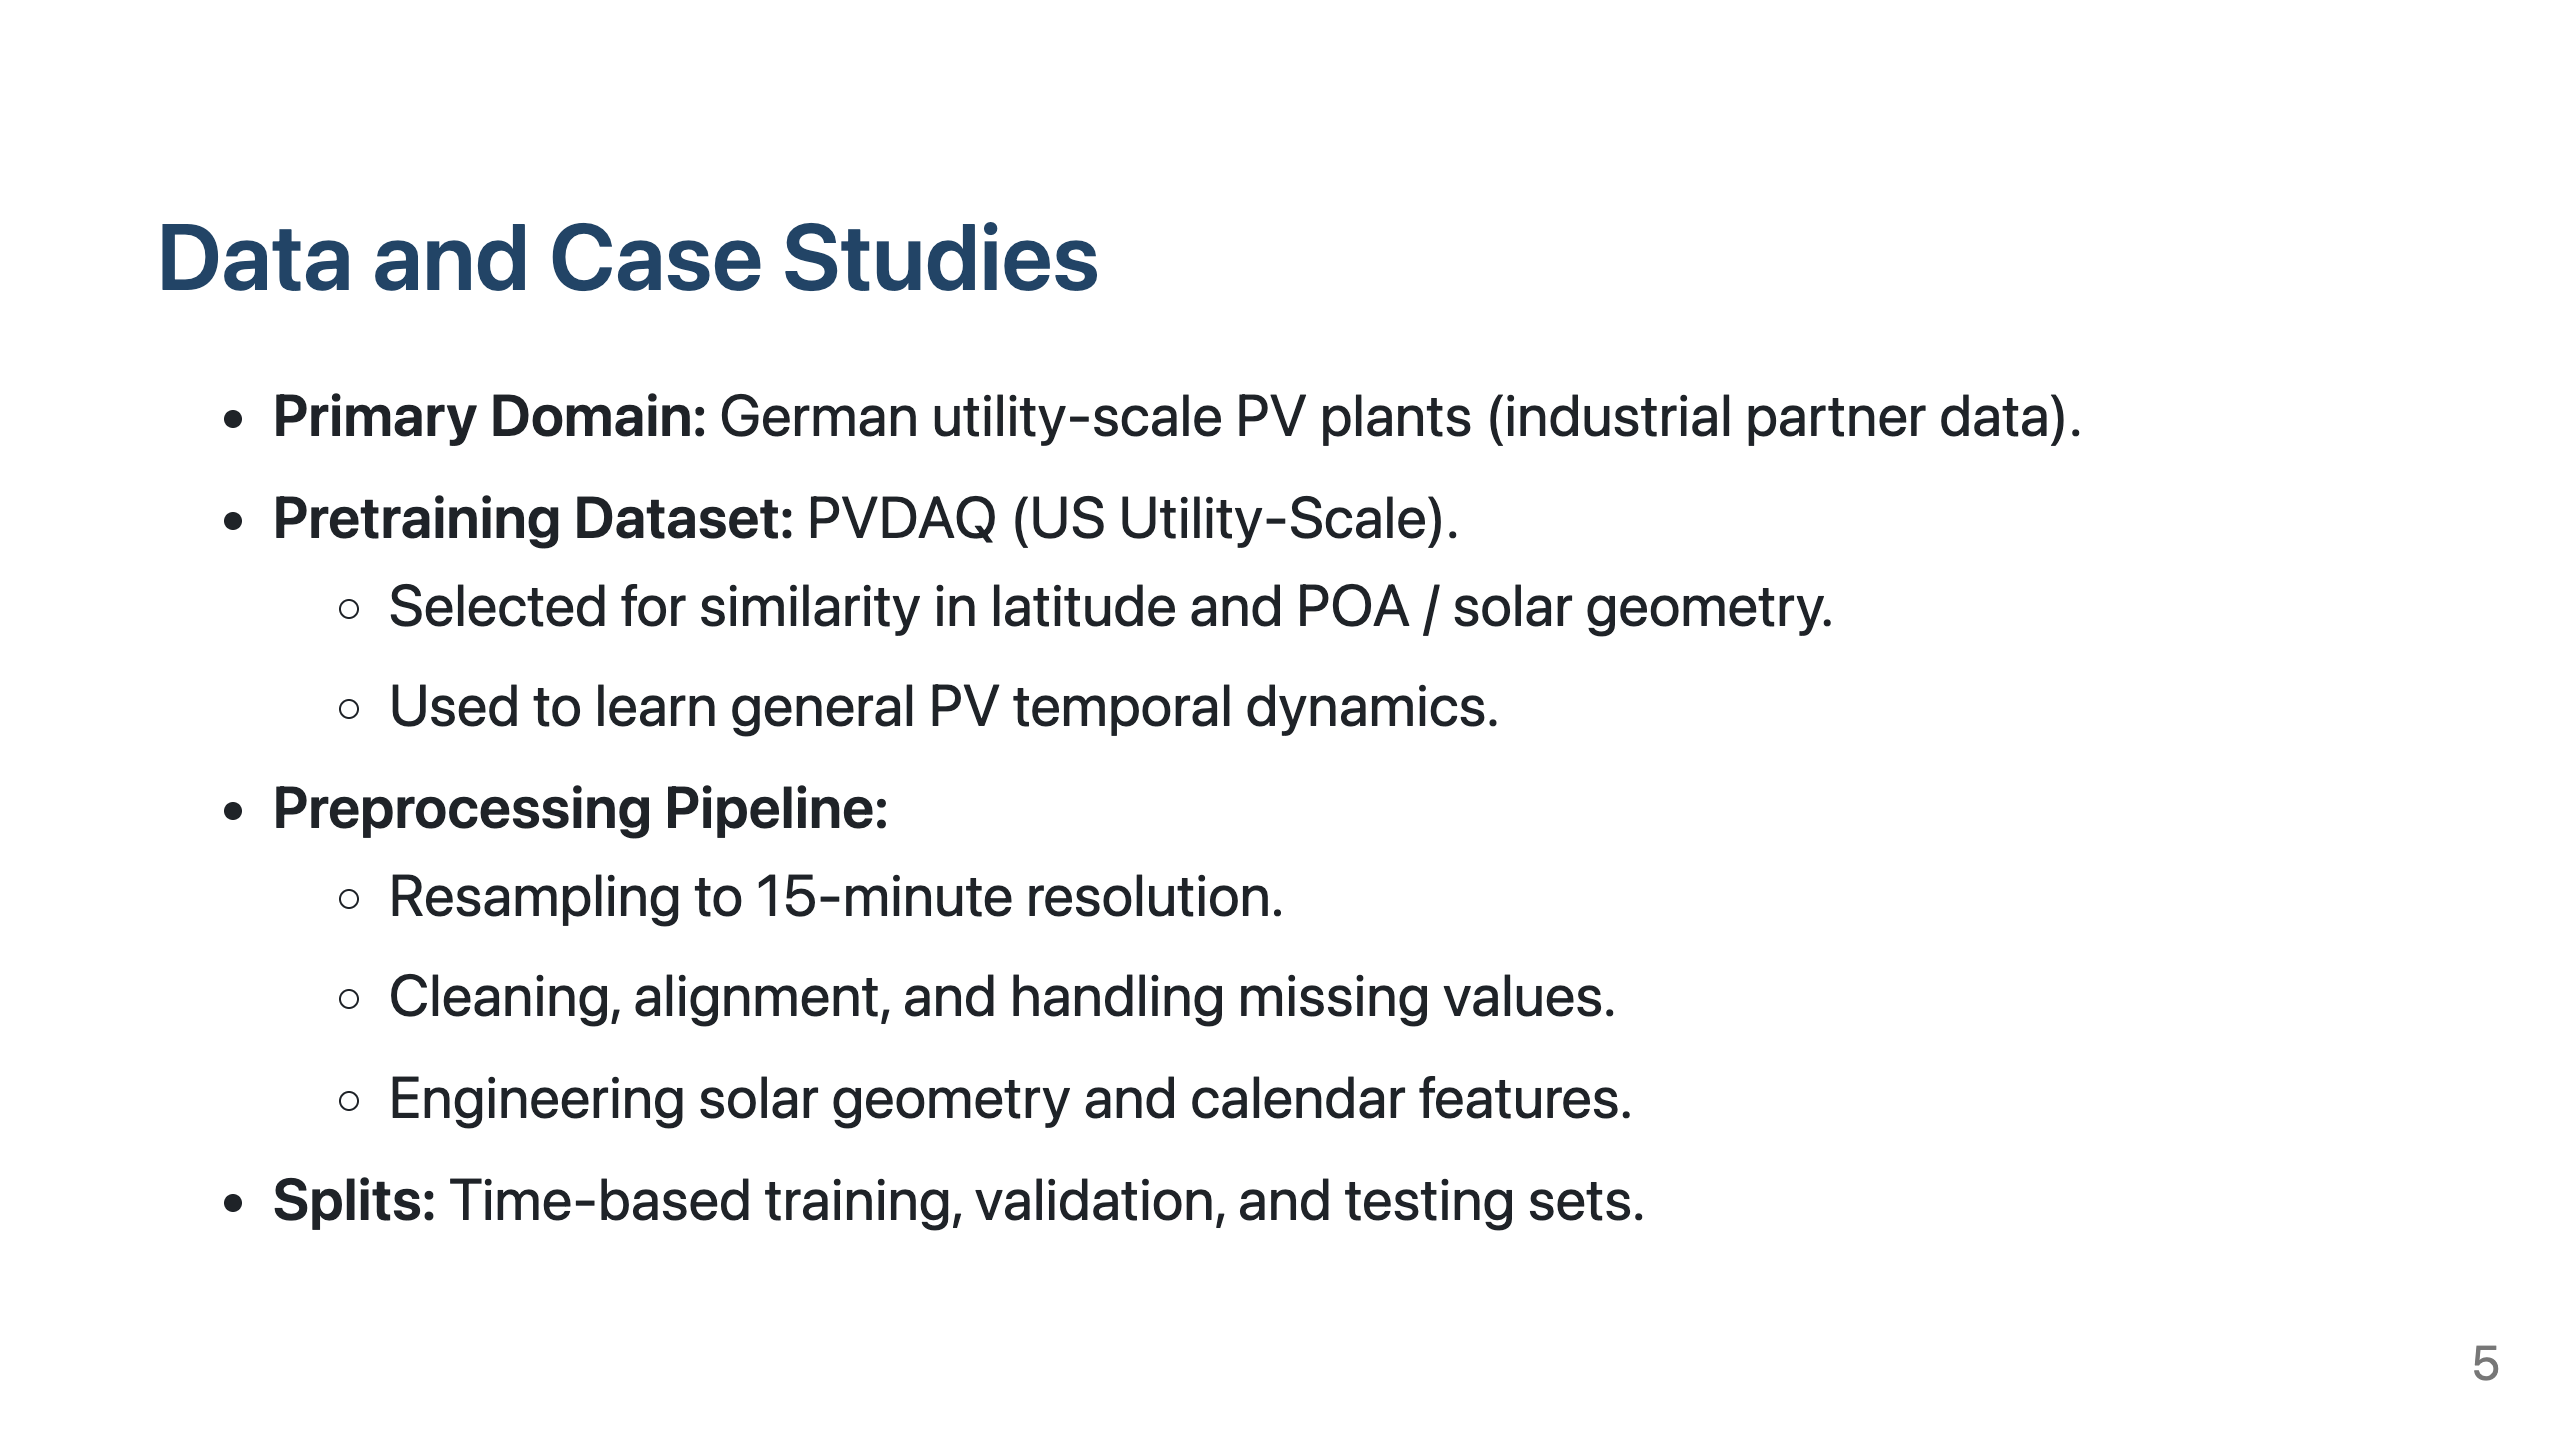 Data and Case Studies
• Primary Domain: German utility-scale PV plants (industrial partner data).
• Pretraining Dataset: PVDAQ (US Utility-Scale).
○ Selected for similarity in latitude and POA / solar geometry.
○ Used to learn general PV temporal dynamics.
• Preprocessing Pipeline:
○ Resampling to 15-minute resolution.
○ Cleaning, alignment, and handling missing values.
○ Engineering solar geometry and calendar features.
• Splits: Time-based training, validation, and testing sets.
5